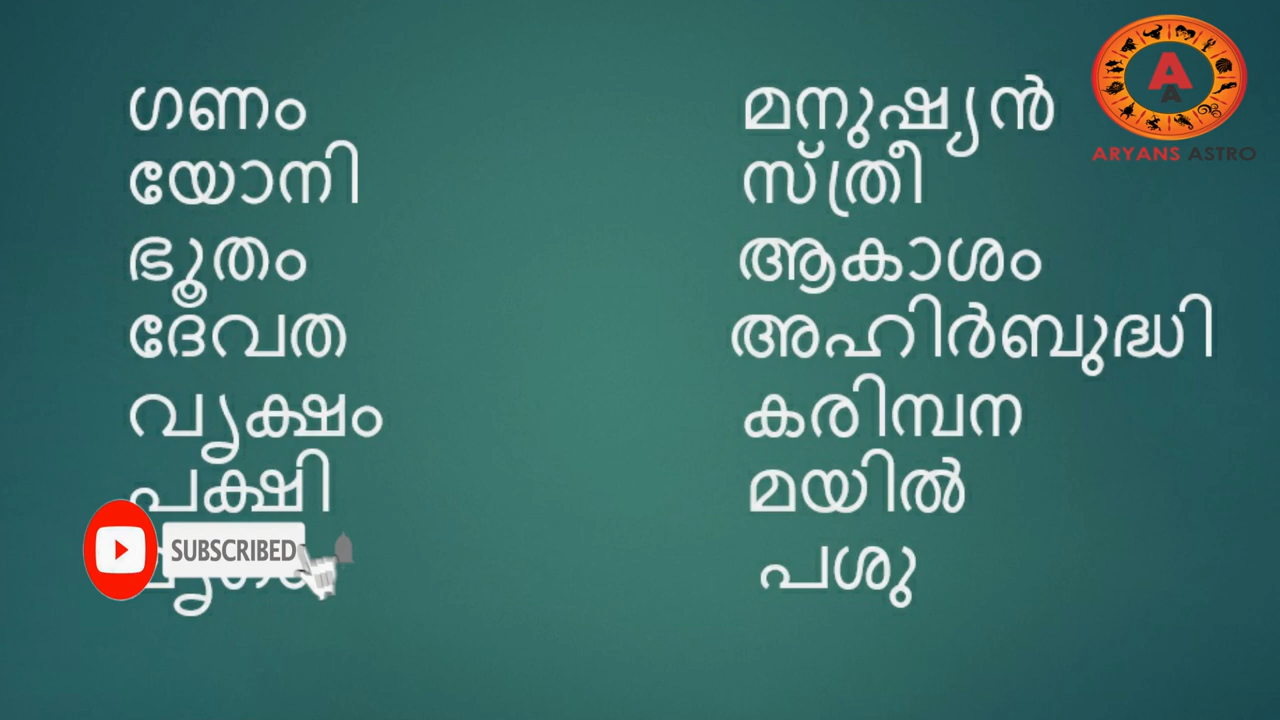 ഗണം മനുഷ്യൻ
യോനി സ്ത്രീ
ഭൂതം ആകാശം
ദേവത അഹിർബുദ്ധി
വൃക്ഷം കരിമ്പന
പക്ഷി മയിൽ
പശു
SUBSCRIBED
A
A
ARYANS ASTRO